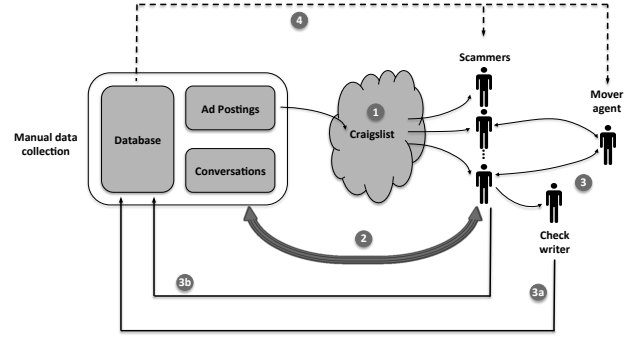 4
Scammers
Mover
agent
Ad Postings
1
Craigslist
Manual data
collection
Database
Conversations
3
Check
writer
2
3b
3a